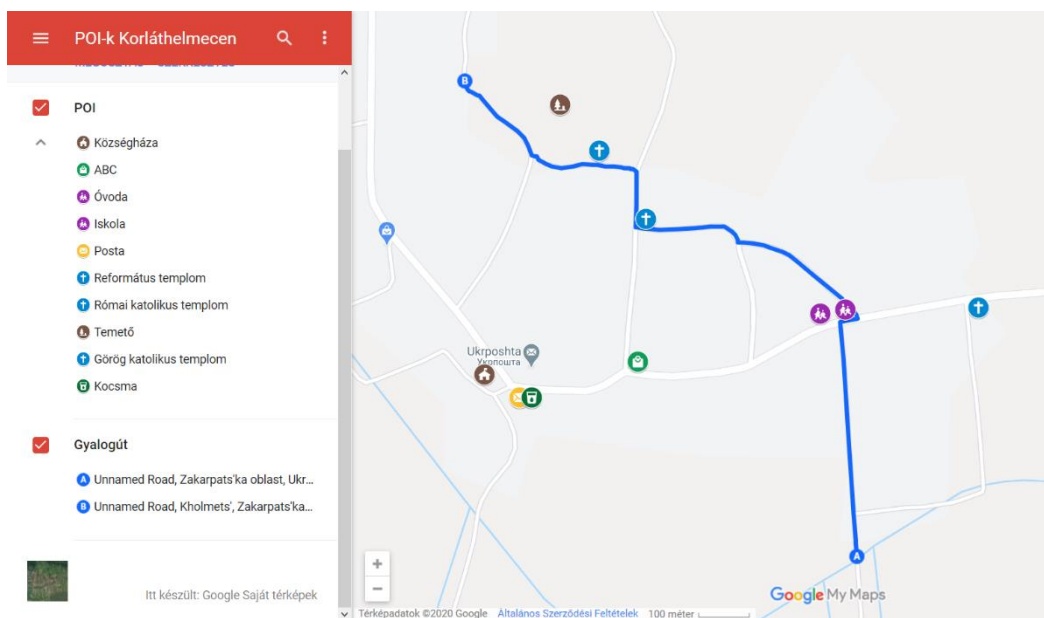 POI-k Korláthelmecen
POI
Községháza
ABC
Óvoda
Iskola
Posta
Református templom
Római katolikus templom
Temető
Görög katolikus templom
Kocsma
Gyalogút
A Unnamed Road, Zakarpats'ka oblast, Ukr...
B Unnamed Road, Kholmets', Zakarpats'ka...
Itt készült: Google Saját térképek
B
Ukrposhta
Укрпошта
A
+
−
Google My Maps
Térképadatok ©2020 Google Általános Szerződési Feltételek 100 méter